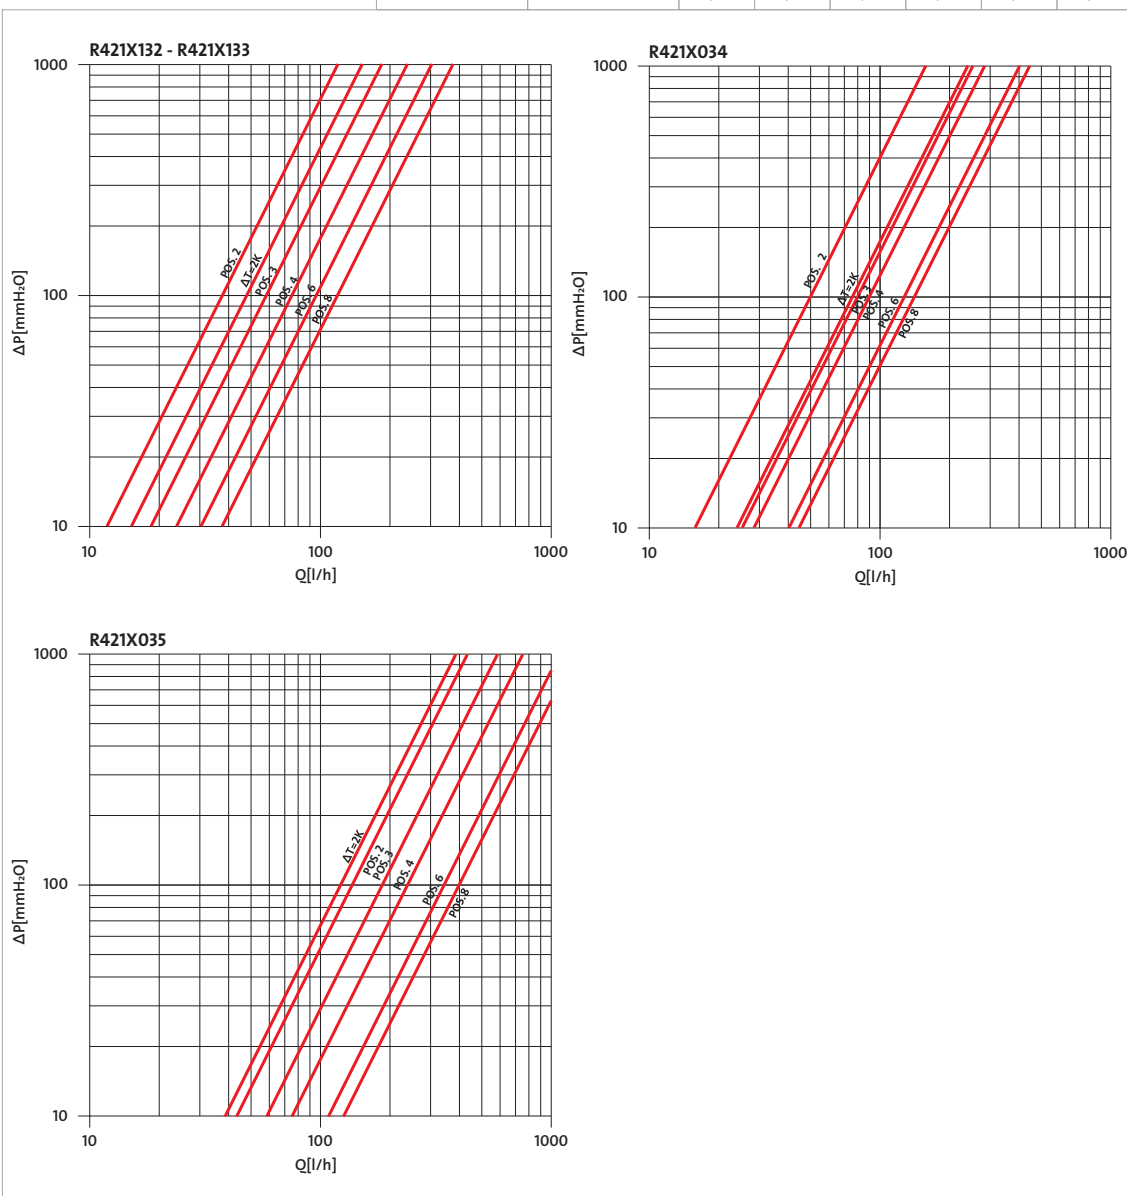 R421X132 - R421X133
1000
100
10
10
100
1000
ΔP[mmH2O]
Q[l/h]
POS. 2
ΔT=2K
POS. 3
POS. 4
POS. 6
POS.8
R421X034
1000
100
10
10
100
1000
ΔP[mmH2O]
Q[l/h]
POS. 2
ΔT=2K
POS.3
POS. 4
POS.6
POS.8
R421X035
1000
100
10
10
100
1000
ΔP[mmH2O]
Q[l/h]
ΔT=2K
POS. 2
POS. 3
POS. 4
POS. 6
POS.8